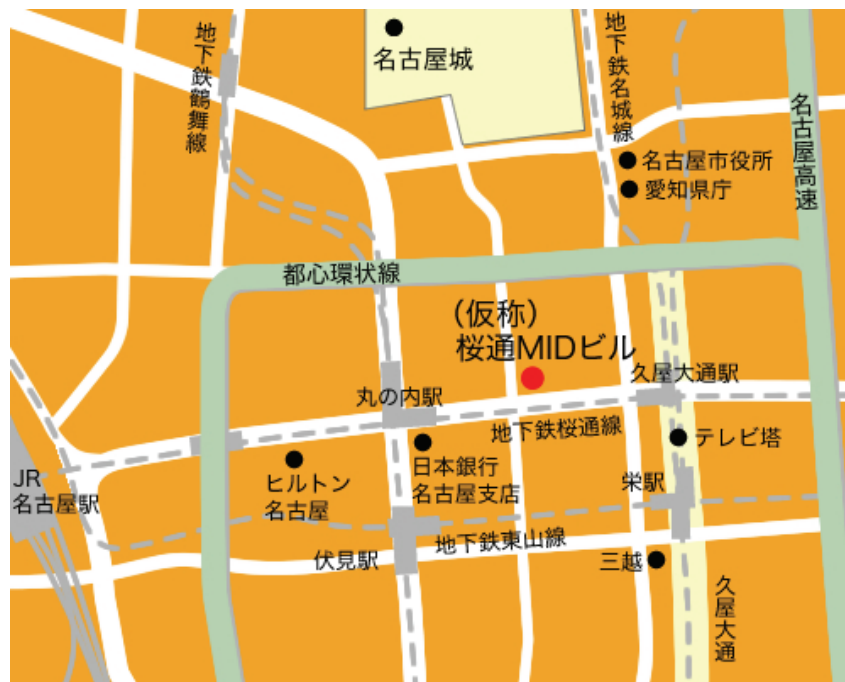 名古屋城
地下鉄鶴舞線
地下鉄名城線
名古屋高速
名古屋市役所
愛知県庁
都心環状線
（仮称）
桜通MIDビル
久屋大通駅
丸の内駅
地下鉄桜通線
テレビ塔
日本銀行
名古屋支店
ヒルトン
名古屋
JR
名古屋駅
栄駅
地下鉄東山線
伏見駅
三越
久屋大通